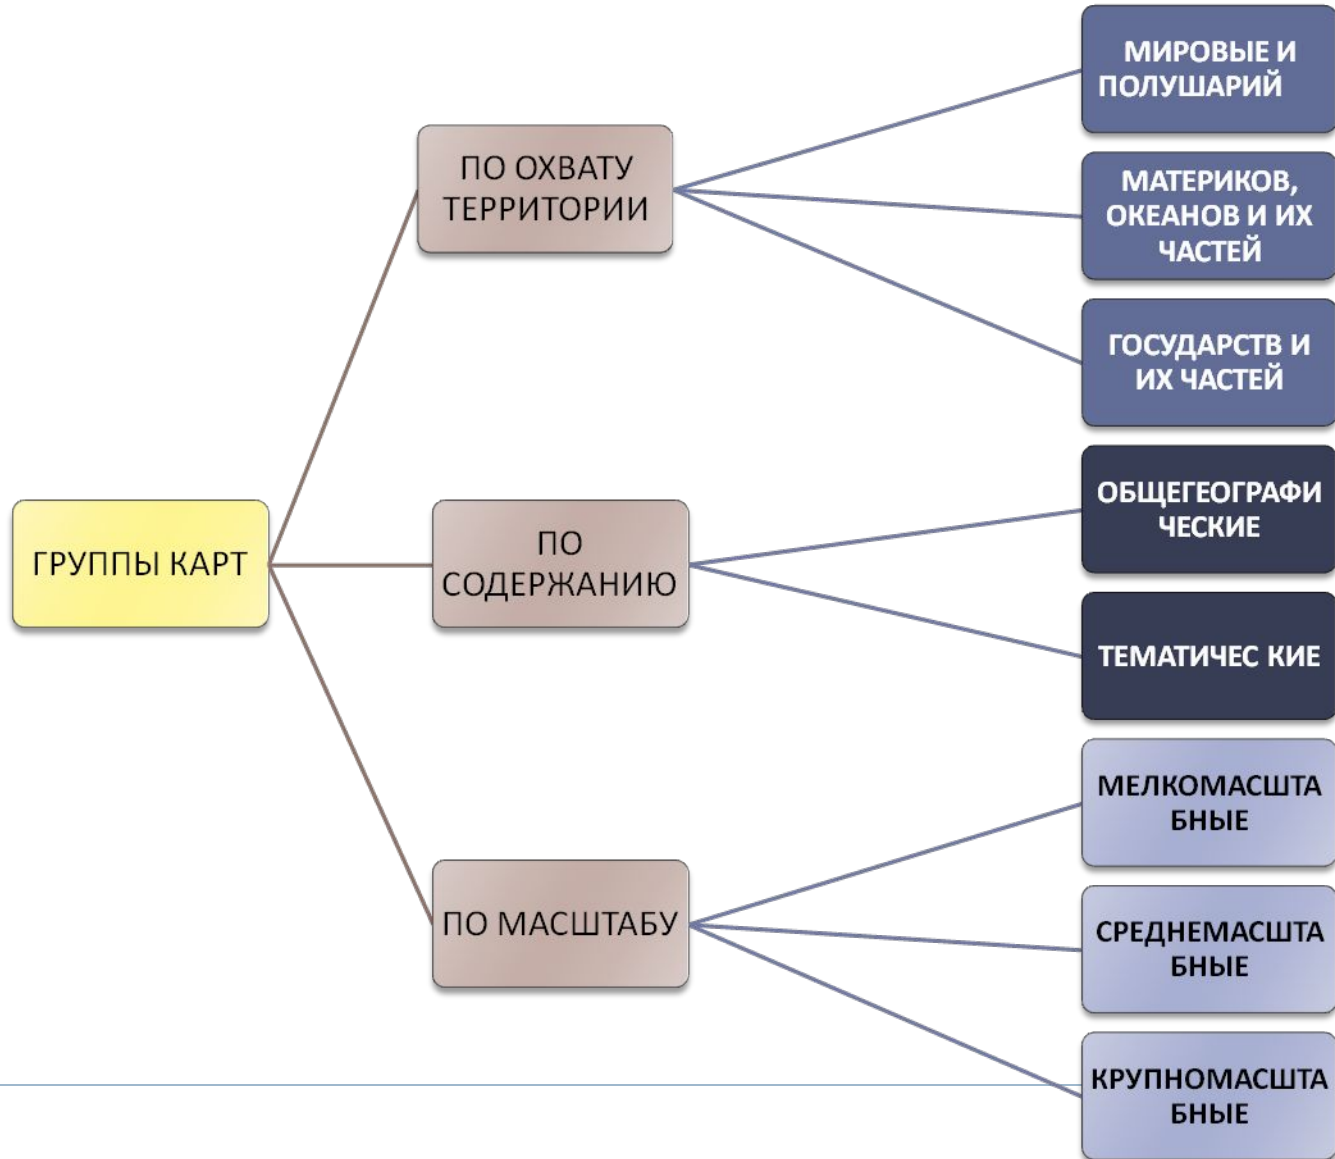 ГРУППЫ КАРТ
ПО ОХВАТУ
ТЕРРИТОРИИ
МИРОВЫЕ И
ПОЛУШАРИЙ
МАТЕРИКОВ,
ОКЕАНОВ И ИХ
ЧАСТЕЙ
ГОСУДАРСТВ И
ИХ ЧАСТЕЙ
ПО
СОДЕРЖАНИЮ
ОБЩЕГЕОГРАФИ
ЧЕСКИЕ
ТЕМАТИЧЕС КИЕ
ПО МАСШТАБУ
МЕЛКОМАСШТА
БНЫЕ
СРЕДНЕМАСШТА
БНЫЕ
КРУПНОМАСШТА
БНЫЕ